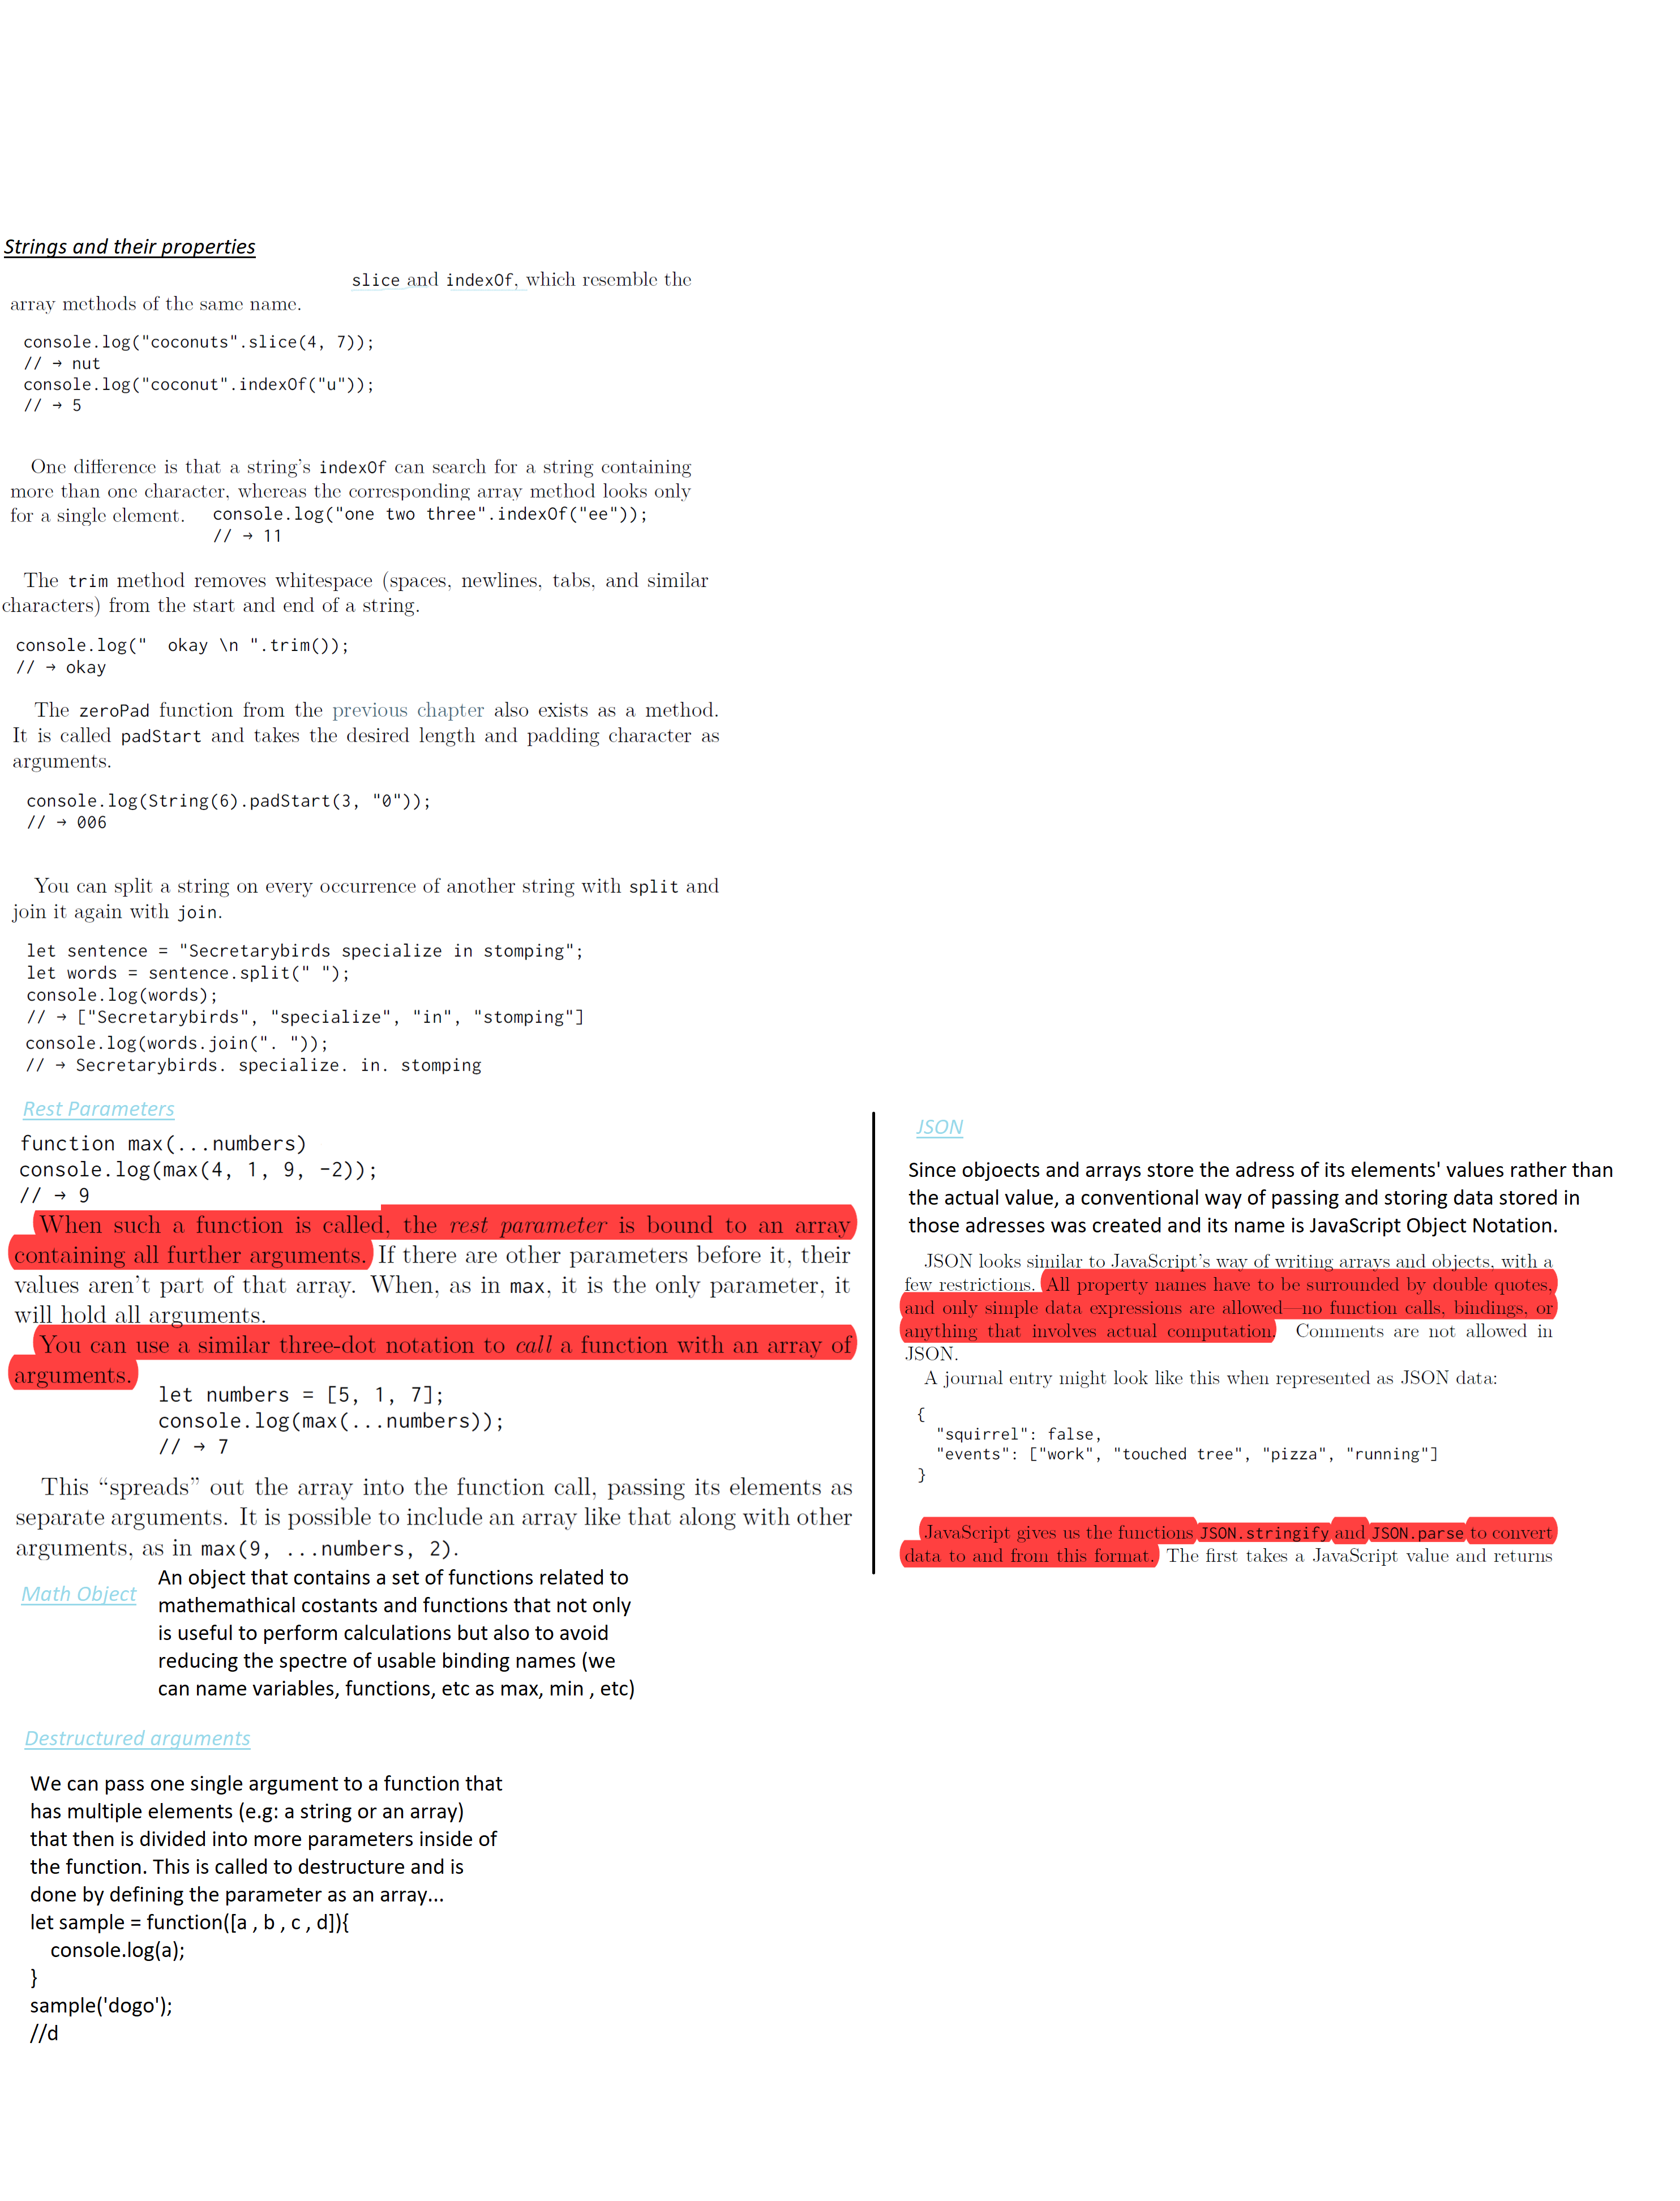 Strings and their properties
slice and indexOf, which resemble the
array methods of the same name.
console.log("coconuts".slice(4, 7));
// → nut
console.log("coconut".indexOf("u"));
// → 5
One difference is that a string's indexOf can search for a string containing
more than one character, whereas the corresponding array method looks only
for a single element.
console.log("one two three".indexOf("ee"));
// → 11
The trim method removes whitespace (spaces, newlines, tabs, and similar
characters) from the start and end of a string.
console.log("  okay \n ".trim());
// → okay
The zeroPad function from the previous chapter also exists as a method.
It is called padStart and takes the desired length and padding character as
arguments.
console.log(String(6).padStart(3, "0"));
// → 006
You can split a string on every occurrence of another string with split and
join it again with join.
let sentence = "Secretarybirds specialize in stomping";
let words = sentence.split(" ");
console.log(words);
// → ["Secretarybirds", "specialize", "in", "stomping"]
console.log(words.join(". "));
// → Secretarybirds. specialize. in. stomping
Rest Parameters
function max(...numbers)
console.log(max(4, 1, 9, -2));
// → 9
When such a function is called, the rest parameter is bound to an array
containing all further arguments. If there are other parameters before it, their
values aren't part of that array. When, as in max, it is the only parameter, it
will hold all arguments.
You can use a similar three-dot notation to call a function with an array of
arguments.
let numbers = [5, 1, 7];
console.log(max(...numbers));
// → 7
This “spreads” out the array into the function call, passing its elements as
separate arguments. It is possible to include an array like that along with other
arguments, as in max(9, ...numbers, 2).
Math Object
An object that contains a set of functions related to
mathemathical costants and functions that not only
is useful to perform calculations but also to avoid
reducing the spectre of usable binding names (we
can name variables, functions, etc as max, min , etc)
Destructured arguments
We can pass one single argument to a function that
has multiple elements (e.g: a string or an array)
that then is divided into more parameters inside of
the function. This is called to destructure and is
done by defining the parameter as an array...
let sample = function([a , b , c , d]){
console.log(a);
}
sample('dogo');
//d
JSON
Since objoects and arrays store the adress of its elements' values rather than
the actual value, a conventional way of passing and storing data stored in
those adresses was created and its name is JavaScript Object Notation.
JSON looks similar to JavaScript's way of writing arrays and objects, with a
few restrictions. All property names have to be surrounded by double quotes,
and only simple data expressions are allowed—no function calls, bindings, or
anything that involves actual computation. Comments are not allowed in
JSON.
A journal entry might look like this when represented as JSON data:
{
"squirrel": false,
"events": ["work", "touched tree", "pizza", "running"]
}
JavaScript gives us the functions JSON.stringify and JSON.parse to convert
data to and from this format. The first takes a JavaScript value and returns